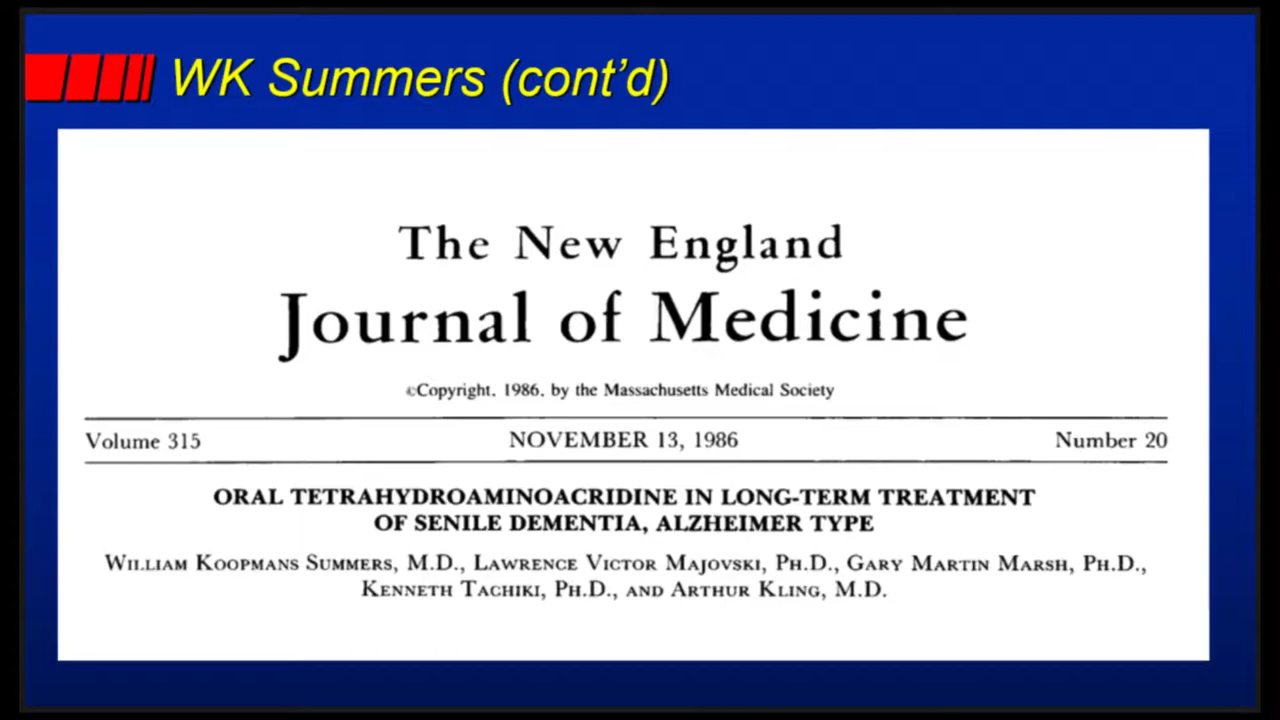 WK Summers (cont'd)
The New England
Journal of Medicine
©Copyright, 1986, by the Massachusetts Medical Society
Volume 315 NOVEMBER 13, 1986 Number 20
ORAL TETRAHYDROAMINOACRIDINE IN LONG-TERM TREATMENT
OF SENILE DEMENTIA, ALZHEIMER TYPE
WILLIAM KOOPMANS SUMMERS, M.D., LAWRENCE VICTOR MAJOVSKI, PH.D., GARY MARTIN MARSH, PH.D.,
KENNETH TACHIKI, PH.D., AND ARTHUR KLING, M.D.